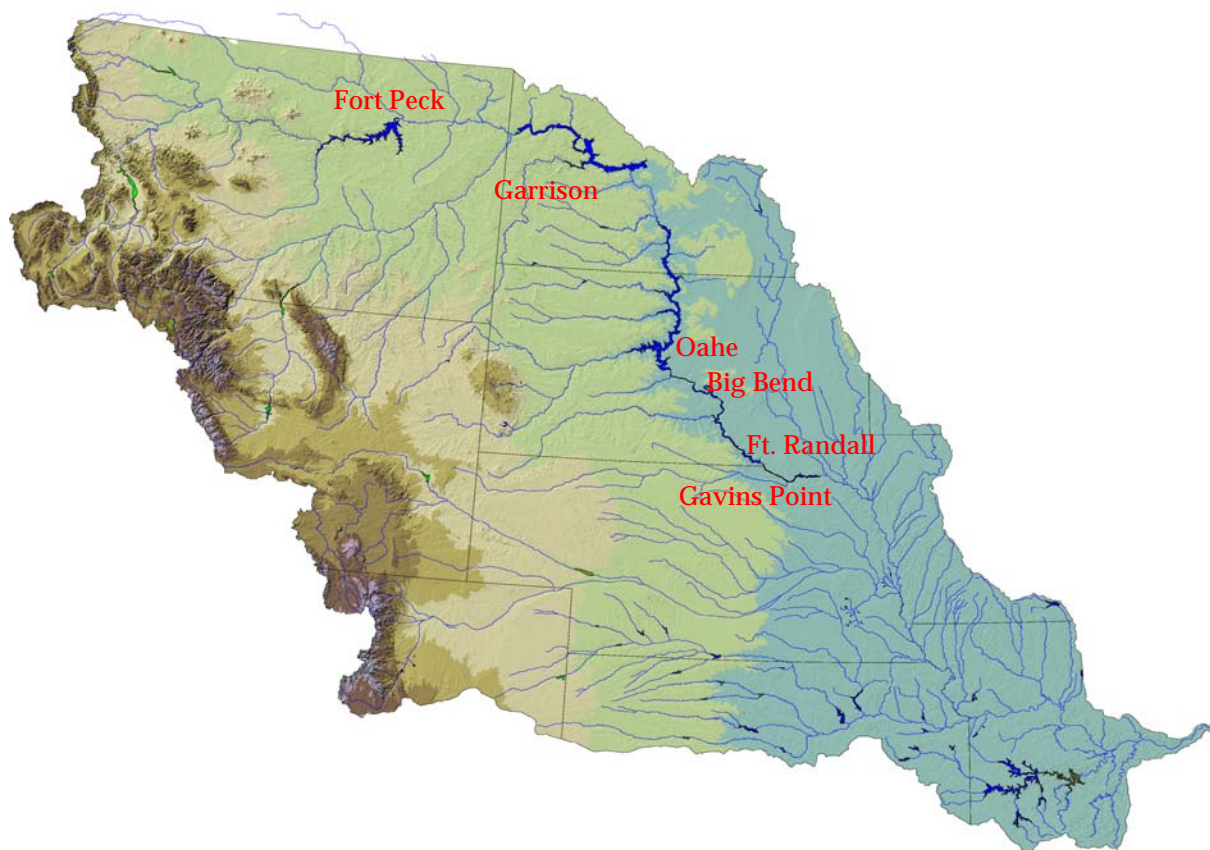 Fort Peck
Garrison
Oahe
Big Bend
Ft. Randall
Gavins Point